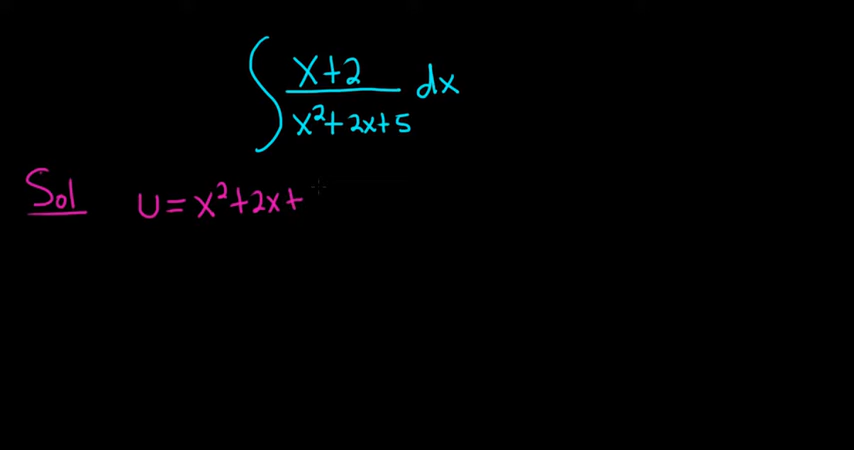 ∫ x+2 / x²+2x+5 dx
Sol u = x²+2x+